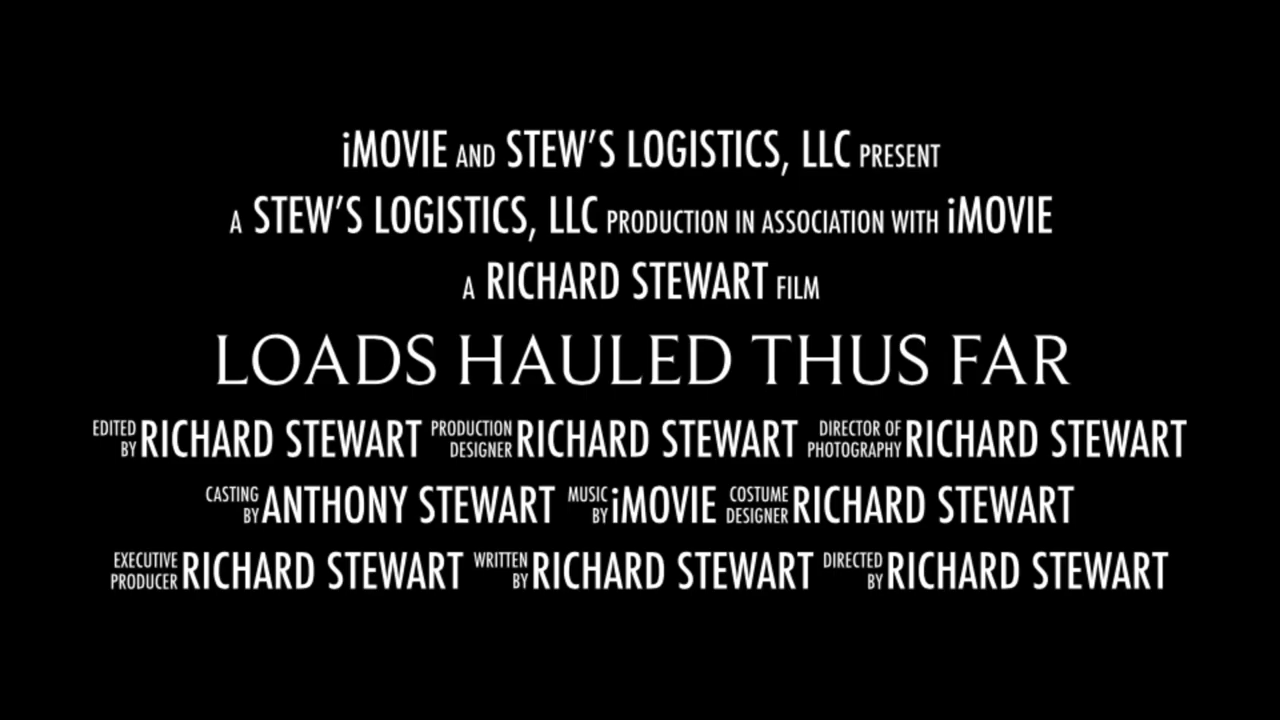 iMOVIE AND STEW'S LOGISTICS, LLC PRESENT
A STEW'S LOGISTICS, LLC PRODUCTION IN ASSOCIATION WITH iMOVIE
A RICHARD STEWART FILM
LOADS HAULED THUS FAR
EDITED BY RICHARD STEWART PRODUCTION DESIGNER RICHARD STEWART DIRECTOR OF PHOTOGRAPHY RICHARD STEWART
CASTING BY ANTHONY STEWART MUSIC BY iMOVIE COSTUME DESIGNER RICHARD STEWART
EXECUTIVE PRODUCER RICHARD STEWART WRITTEN BY RICHARD STEWART DIRECTED BY RICHARD STEWART